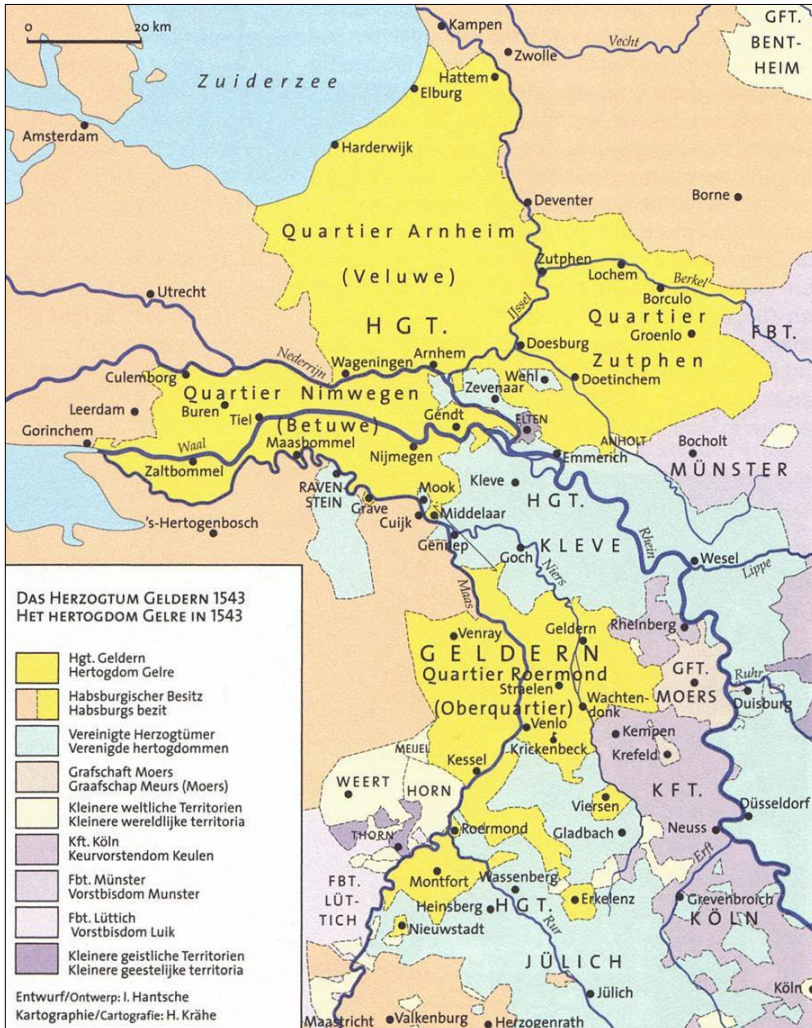 0 20 km
Kampen
GFT.
BENT-
HEIM
Zwolle
Vecht
Zuiderzee
Hattem
Elburg
Amsterdam
Harderwijk
Deventer
Borne
Quartier Arnheim
(Veluwe)
HGT.
Zutphen
Lochem
Berkel
Borculo
Utrecht
IJssel
Quartier
Groenlo
FBT.
Zutphen
Doesburg
Nederrijn
Wageningen
Arnhem
Culemborg
Wehl
Zevenaar
Doetinchem
Quartier Nimwegen
(Betuwe)
Leerdam
Buren
Tiel
Gendt
ELTEN
Gorinchem
Waal
Maasbommel
ANHOLT
Bocholt
Zaltbommel
Nijmegen
Emmerich
MÜNSTER
RAVEN-
STEIN
Kleve
HGT.
Mook
Grave
Middelaar
Cuijk
's-Hertogenbosch
Gennep
Goch
KLEVE
Rhein
Wesel
Lippe
Maas
Niers
Venray
Geldern
Rheinberg
GELDERN
Quartier Roermond
(Oberquartier)
GFT.
MOERS
Ruhr
Duisburg
Straelen
Wachten-
donk
Venlo
Krickenbeck
Kempen
Krefeld
MEIJEL
Kessel
WEERT
HORN
KFT.
Viersen
Düsseldorf
THORN
Roermond
Gladbach
Neuss
Erft
FBT.
LÜT-
TICH
Montfort
Wassenberg
Heinsberg
HGT.
Erkelenz
Grevenbroich
KÖLN
Nieuwstadt
Rur
JÜLICH
Jülich
Köln
Maastricht
Valkenburg
Herzogenrath
DAS HERZOGTUM GELDERN 1543
HET HERTOGDOM GELRE IN 1543
Hgt. Geldern
Hertogdom Gelre
Habsburgischer Besitz
Habsburgs bezit
Vereinigte Herzogtümer
Verenigde hertogdommen
Grafschaft Moers
Graafschap Meurs (Moers)
Kleinere weltliche Territorien
Kleinere wereldlijke territoria
Kft. Köln
Keurvorstendom Keulen
Fbt. Münster
Vorstbisdom Munster
Fbt. Lüttich
Vorstbisdom Luik
Kleinere geistliche Territorien
Kleinere geestelijke territoria
Entwurf/Ontwerp: I. Hantsche
Kartographie/Cartografie: H. Krähe